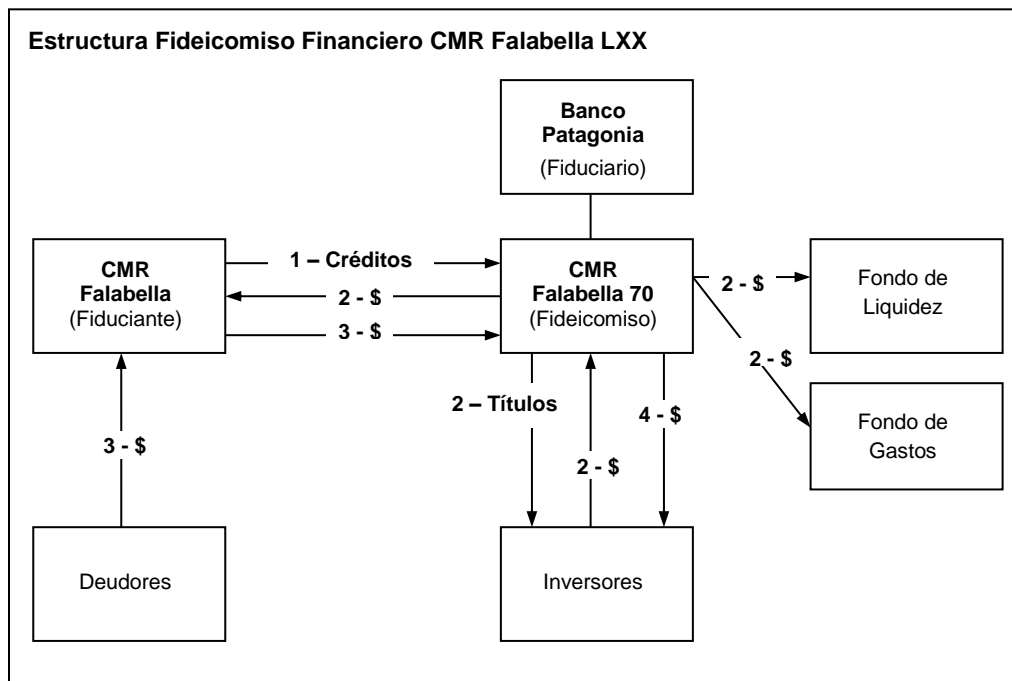 Estructura Fideicomiso Financiero CMR Falabella LXX
Banco
Patagonia
(Fiduciario)
CMR
Falabella
(Fiduciante)
1 – Créditos
2 - $
3 - $
CMR
Falabella 70
(Fideicomiso)
2 - $
Fondo de
Liquidez
2 - $
Fondo de
Gastos
2 – Títulos
4 - $
3 - $
2 - $
Deudores
Inversores